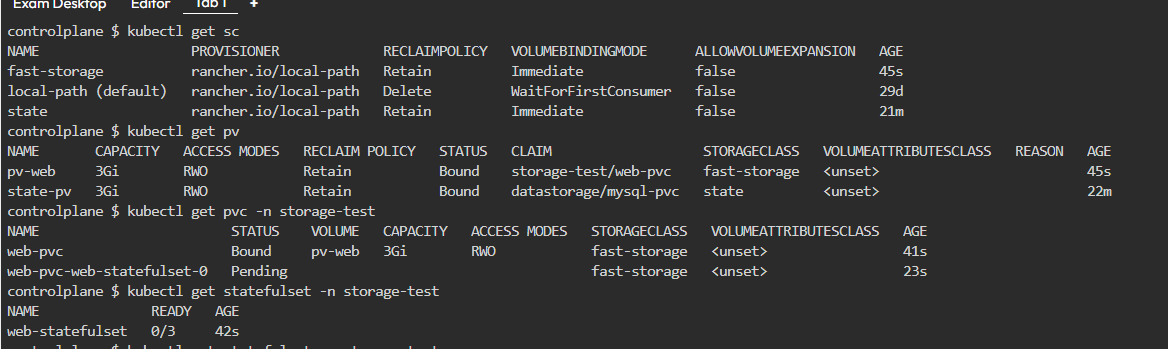 Exam Desktop Editor Tab 1 +
controlplane $ kubectl get sc
NAME PROVISIONER RECLAIMPOLICY VOLUMEBINDINGMODE ALLOWVOLUMEEXPANSION AGE
fast-storage rancher.io/local-path Retain Immediate false 45s
local-path (default) rancher.io/local-path Delete WaitForFirstConsumer false 29d
state rancher.io/local-path Retain Immediate false 21m
controlplane $ kubectl get pv
NAME CAPACITY ACCESS MODES RECLAIM POLICY STATUS CLAIM STORAGECLASS VOLUMEATTRIBUTESCLASS REASON AGE
pv-web 3Gi RWO Retain Bound storage-test/web-pvc fast-storage <unset> 45s
state-pv 3Gi RWO Retain Bound datastorage/mysql-pvc state <unset> 22m
controlplane $ kubectl get pvc -n storage-test
NAME STATUS VOLUME CAPACITY ACCESS MODES STORAGECLASS VOLUMEATTRIBUTESCLASS AGE
web-pvc Bound pv-web 3Gi RWO fast-storage <unset> 41s
web-pvc-web-statefulset-0 Pending fast-storage <unset> 23s
controlplane $ kubectl get statefulset -n storage-test
NAME READY AGE
web-statefulset 0/3 42s